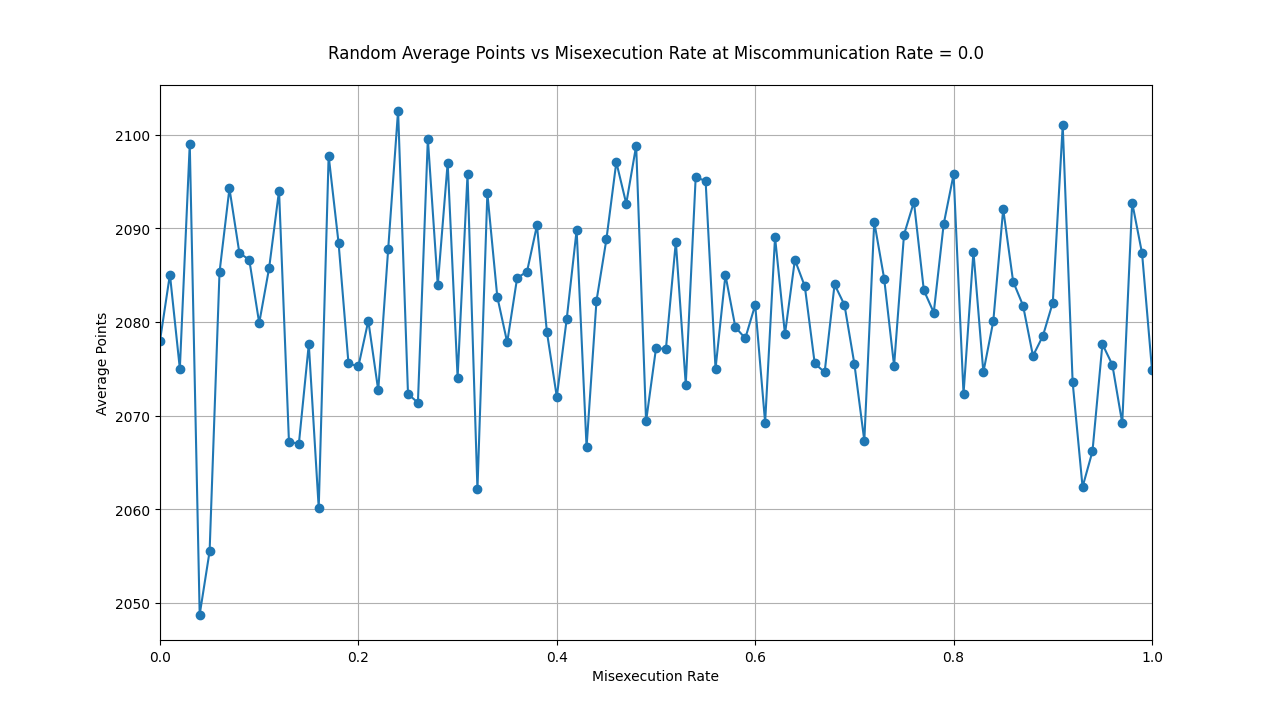 Random Average Points vs Misexecution Rate at Miscommunication Rate = 0.0
2100
2090
2080
2070
2060
2050
Average Points
0.0 0.2 0.4 0.6 0.8 1.0
Misexecution Rate